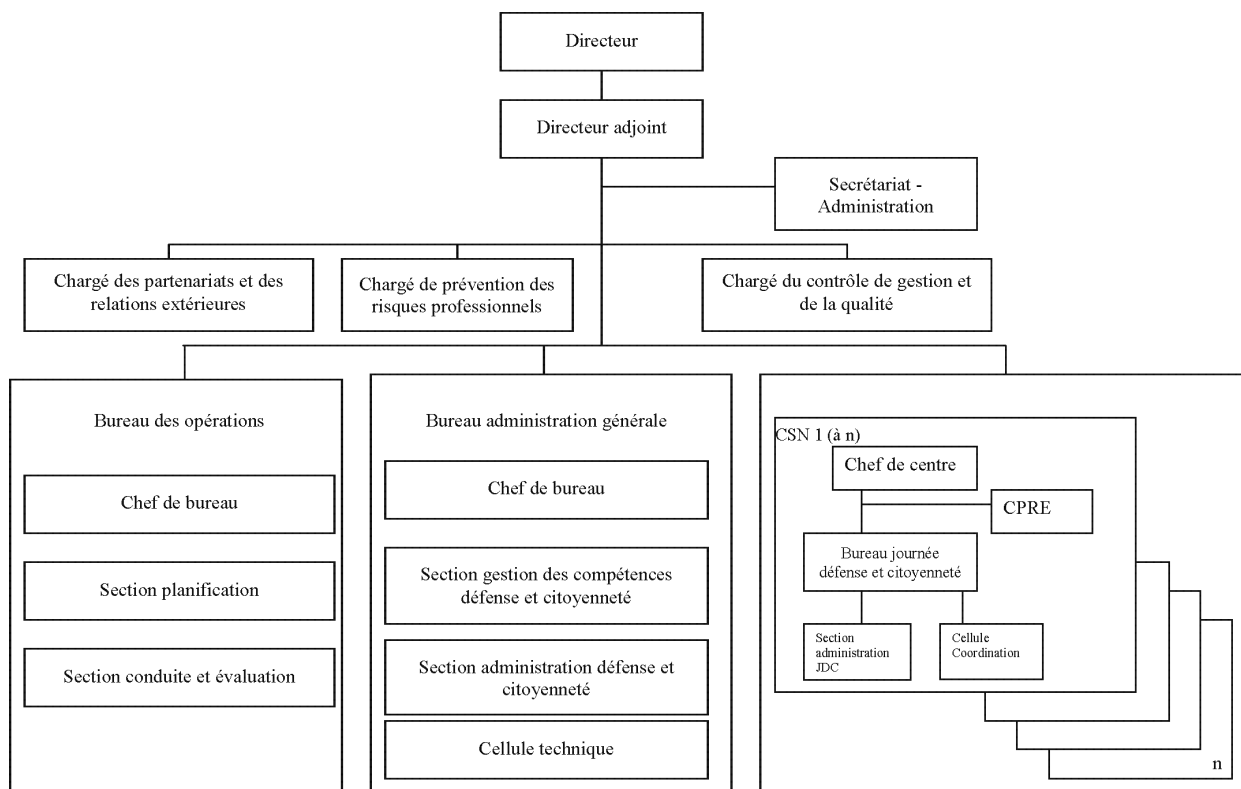 Directeur
Directeur adjoint
Secrétariat -
Administration
Chargé des partenariats et des
relations extérieures
Chargé de prévention des
risques professionnels
Chargé du contrôle de gestion et
de la qualité
Bureau des opérations
Chef de bureau
Section planification
Section conduite et évaluation
Bureau administration générale
Chef de bureau
Section gestion des compétences
défense et citoyenneté
Section administration défense et
citoyenneté
Cellule technique
CSN 1 (à n)
Chef de centre
CPRE
Bureau journée
défense et citoyenneté
Section
administration
JDC
Cellule
Coordination
n